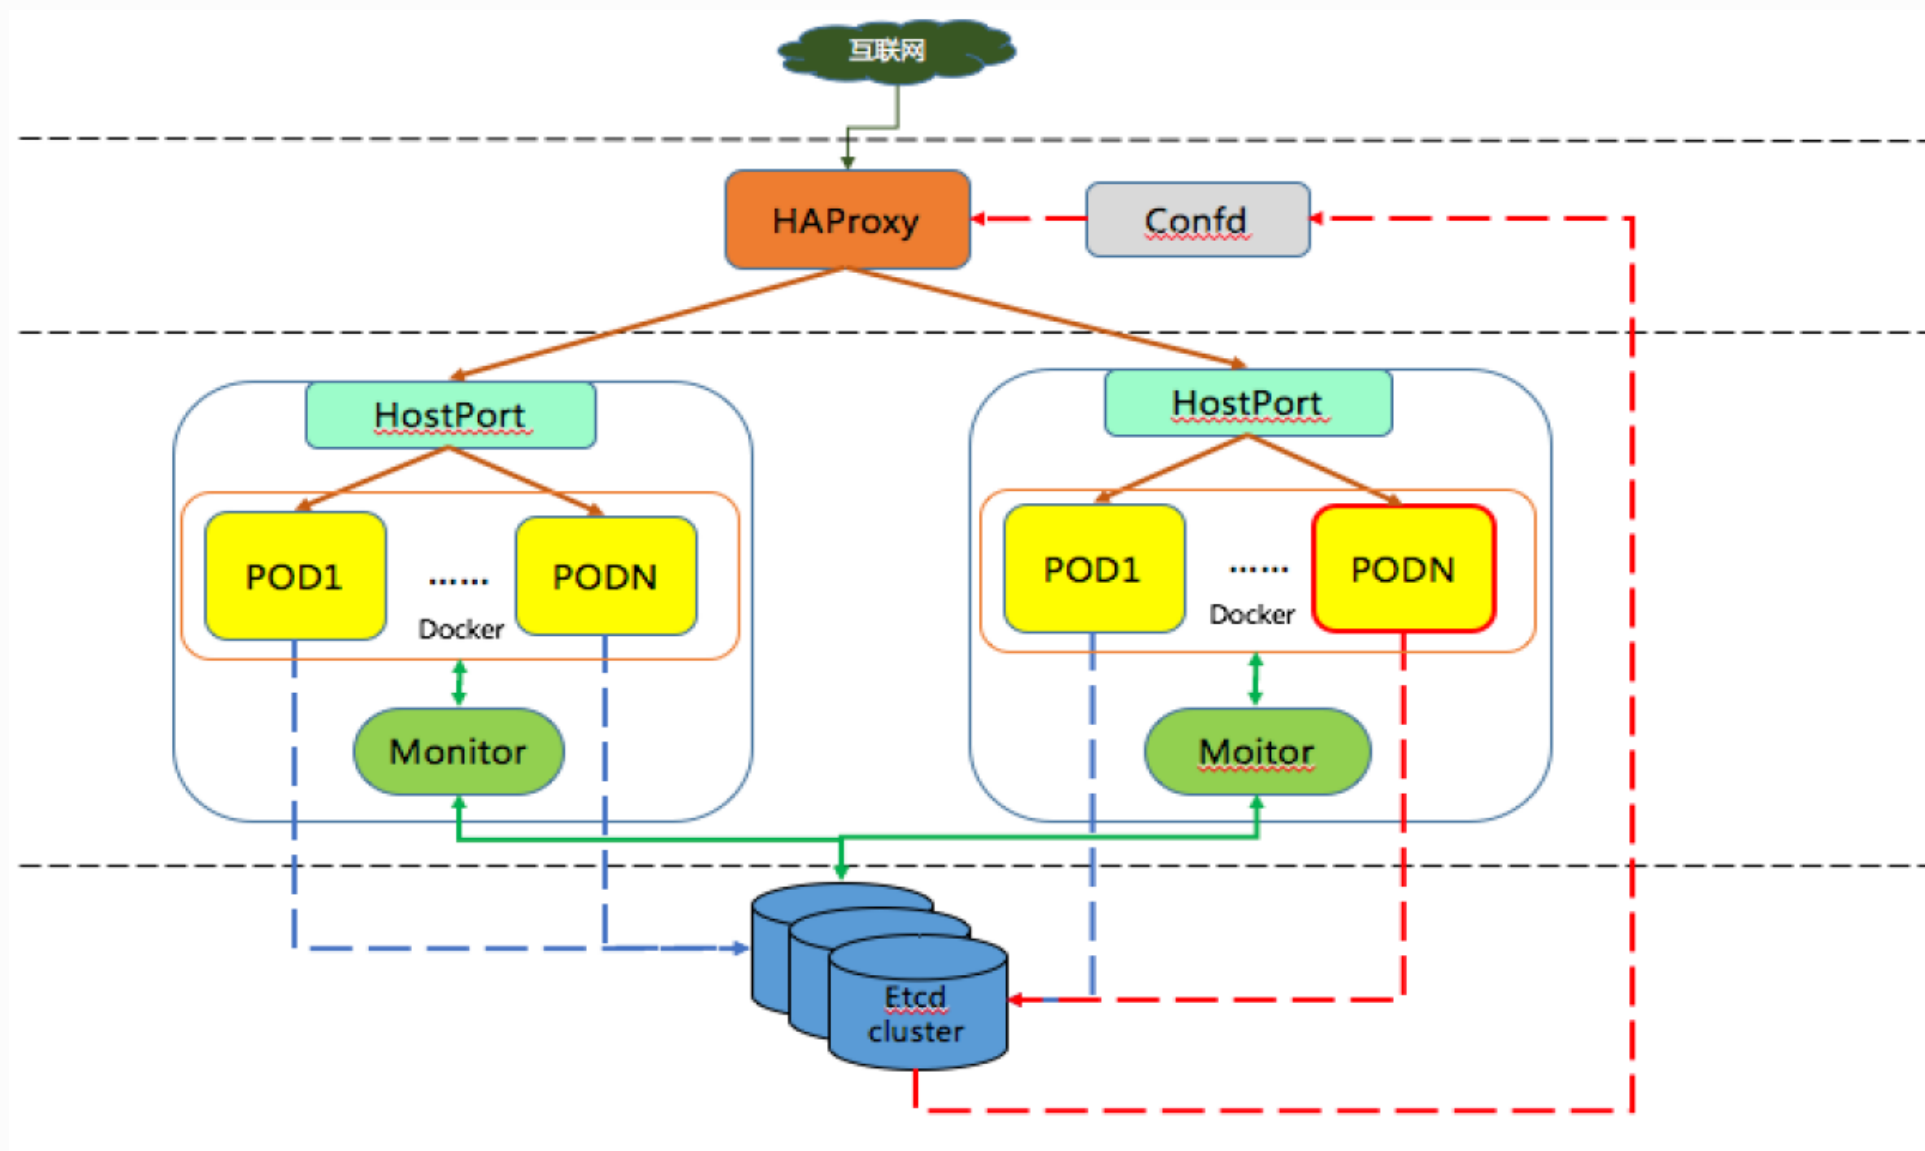 互联网
HAProxy
Confd
HostPort
HostPort
POD1
......
PODN
Docker
POD1
......
PODN
Docker
Monitor
Moitor
Etcd
cluster